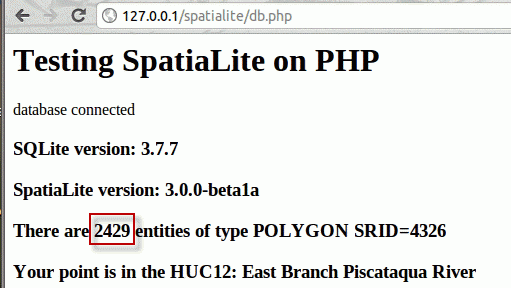 127.0.0.1/spatialite/db.php
Testing SpatiaLite on PHP
database connected
SQLite version: 3.7.7
SpatiaLite version: 3.0.0-beta1a
There are 2429 entities of type POLYGON SRID=4326
Your point is in the HUC12: East Branch Piscataqua River